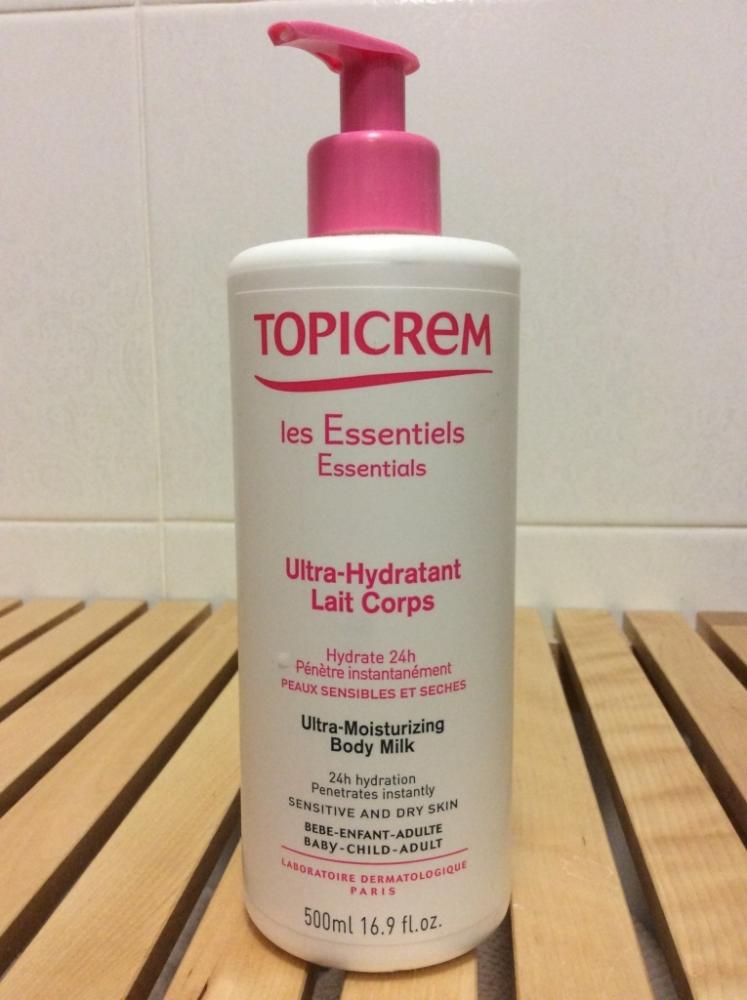 TOPICREM
les Essentiels
Essentials
Ultra-Hydratant
Lait Corps
Hydrate 24h
Pénètre instantanément
PEAUX SENSIBLES ET SECHES
Ultra-Moisturizing
Body Milk
24h hydration
Penetrates instantly
SENSITIVE AND DRY SKIN
BEBE-ENFANT-ADULTE
BABY-CHILD-ADULT
LABORATOIRE DERMATOLOGIQUE
PARIS
500ml 16.9 fl.oz.